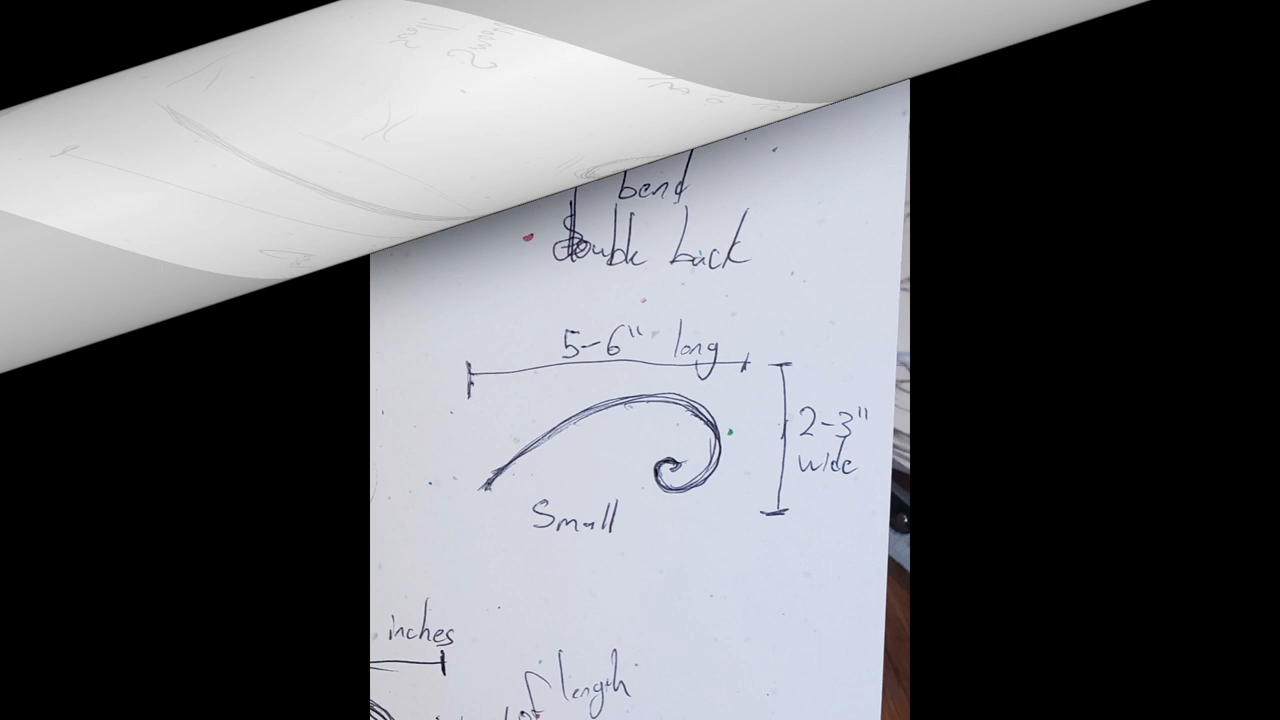 bend
double back
5-6" long
2-3"
wide
Small
inches
length